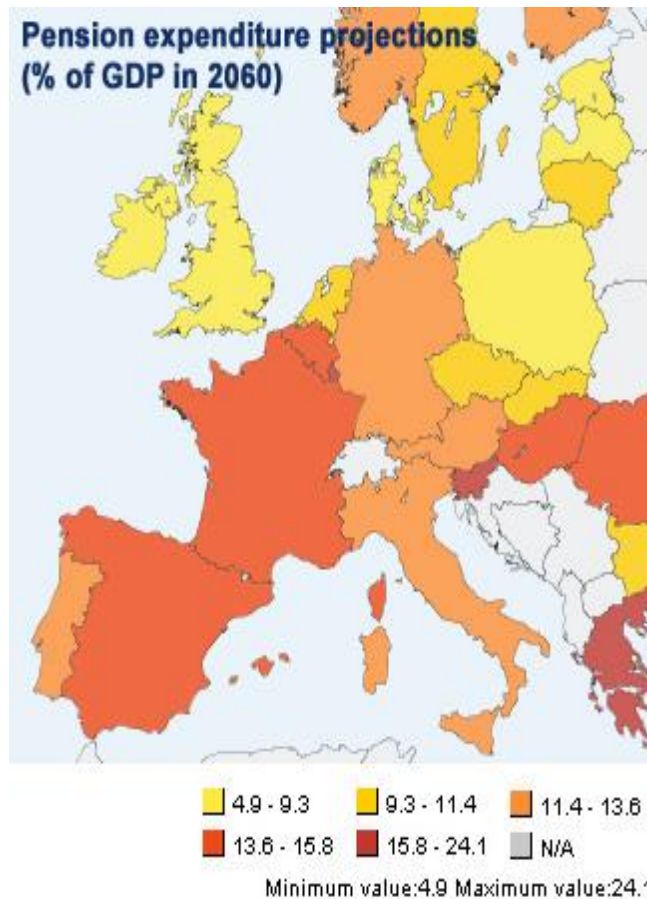 Pension expenditure projections
(% of GDP in 2060)
4.9 - 9.3 9.3 - 11.4 11.4 - 13.6
13.6 - 15.8 15.8 - 24.1 N/A
Minimum value:4.9 Maximum value:24.1